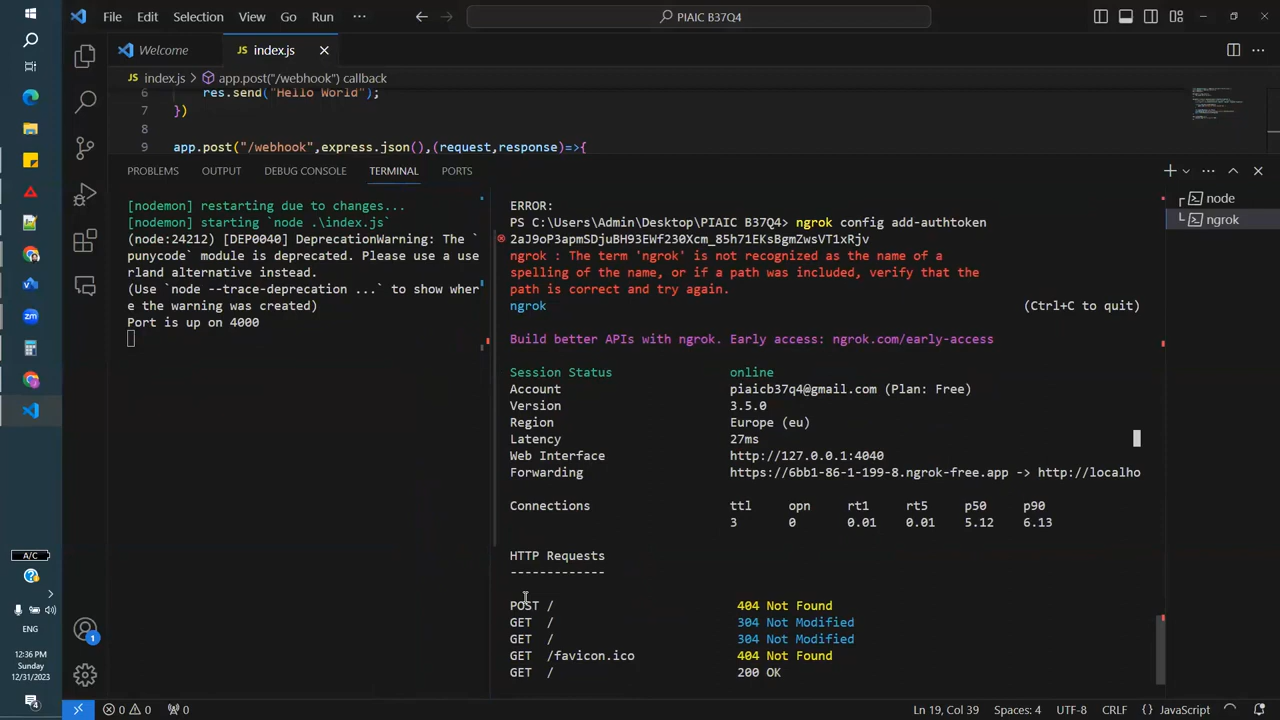 File Edit Selection View Go Run ··· PIAIC B37Q4
Welcome index.js
index.js > app.post("/webhook") callback
6 res.send("Hello World");
7 })
8
9 app.post("/webhook",express.json(),(request,response)=>{
PROBLEMS OUTPUT DEBUG CONSOLE TERMINAL PORTS
[nodemon] restarting due to changes...
[nodemon] starting `node .\index.js`
(node:24212) [DEP0040] DeprecationWarning: The `
punycode` module is deprecated. Please use a use
rland alternative instead.
(Use `node --trace-deprecation ...` to show wher
e the warning was created)
Port is up on 4000
ERROR:
PS C:\Users\Admin\Desktop\PIAIC B37Q4> ngrok config add-authtoken
2aJ9oP3apmSDjuBH93EWf230Xcm_85h71EKsBgmZwsVT1xRjv
ngrok : The term 'ngrok' is not recognized as the name of a
spelling of the name, or if a path was included, verify that the
path is correct and try again.
ngrok (Ctrl+C to quit)
Build better APIs with ngrok. Early access: ngrok.com/early-access
Session Status online
Account piaicb37q4@gmail.com (Plan: Free)
Version 3.5.0
Region Europe (eu)
Latency 27ms
Web Interface http://127.0.0.1:4040
Forwarding https://6bb1-86-1-199-8.ngrok-free.app -> http://localho
Connections ttl opn rt1 rt5 p50 p90
3 0 0.01 0.01 5.12 6.13
HTTP Requests
-------------
POST / 404 Not Found
GET / 304 Not Modified
GET / 304 Not Modified
GET /favicon.ico 404 Not Found
GET / 200 OK
node
ngrok
A/C
ENG
12:36 PM
Sunday
12/31/2023
4
1
0 0 0 Ln 19, Col 39 Spaces: 4 UTF-8 CRLF {} JavaScript